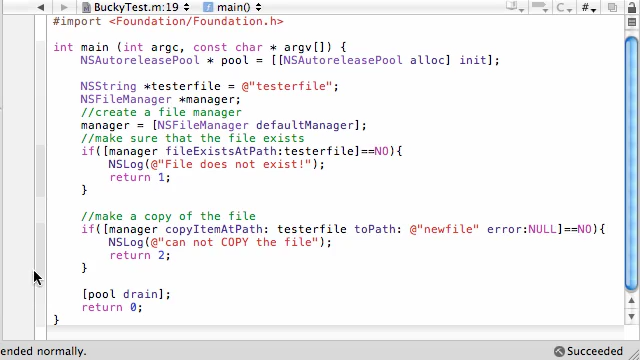 BuckyTest.m:19 main() #
#import <Foundation/Foundation.h>
int main (int argc, const char * argv[]) {
NSAutoreleasePool * pool = [[NSAutoreleasePool alloc] init];
NSString *testerfile = @"testerfile";
NSFileManager *manager;
//create a file manager
manager = [NSFileManager defaultManager];
//make sure that the file exists
if([manager fileExistsAtPath:testerfile]==NO){
NSLog(@"File does not exist!");
return 1;
}
//make a copy of the file
if([manager copyItemAtPath: testerfile toPath: @"newfile" error:NULL]==NO){
NSLog(@"can not COPY the file");
return 2;
}
[pool drain];
return 0;
}
ended normally. Succeeded